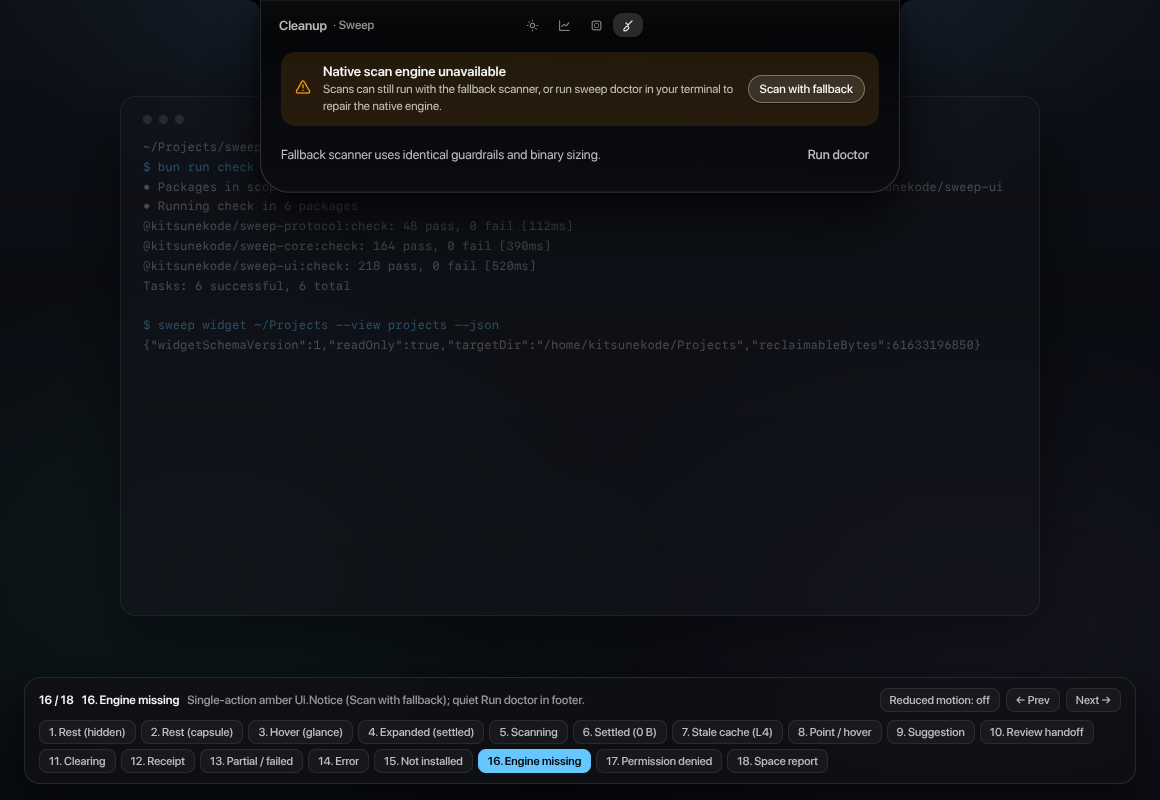 Cleanup · Sweep
Native scan engine unavailable
Scans can still run with the fallback scanner, or run sweep doctor in your terminal to
repair the native engine.
Scan with fallback
Fallback scanner uses identical guardrails and binary sizing.
Run doctor
~/Projects/sweep
$ bun run check
• Packages in scop
nekode/sweep-ui
• Running check in 6 packages
@kitsunekode/sweep-protocol:check: 48 pass, 0 fail [112ms]
@kitsunekode/sweep-core:check: 164 pass, 0 fail [390ms]
@kitsunekode/sweep-ui:check: 218 pass, 0 fail [520ms]
Tasks: 6 successful, 6 total
$ sweep widget ~/Projects --view projects --json
{"widgetSchemaVersion":1,"readOnly":true,"targetDir":"/home/kitsunekode/Projects","reclaimableBytes":61633196850}
16 / 18 16. Engine missing Single-action amber Ui.Notice (Scan with fallback); quiet Run doctor in footer.
Reduced motion: off ← Prev Next →
1. Rest (hidden) 2. Rest (capsule) 3. Hover (glance) 4. Expanded (settled) 5. Scanning 6. Settled (0 B) 7. Stale cache (L4) 8. Point / hover 9. Suggestion 10. Review handoff
11. Clearing 12. Receipt 13. Partial / failed 14. Error 15. Not installed 16. Engine missing 17. Permission denied 18. Space report